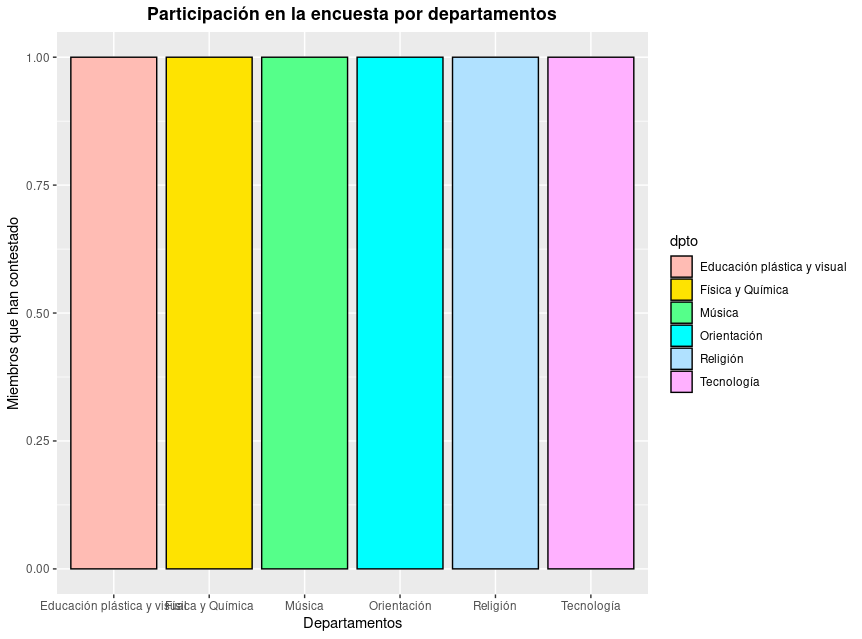 Participación en la encuesta por departamentos
Miembros que han contestado
1.00
0.75
0.50
0.25
0.00
Educación plástica y visual
Física y Química
Música
Orientación
Religión
Tecnología
Departamentos
dpto
Educación plástica y visual
Física y Química
Música
Orientación
Religión
Tecnología